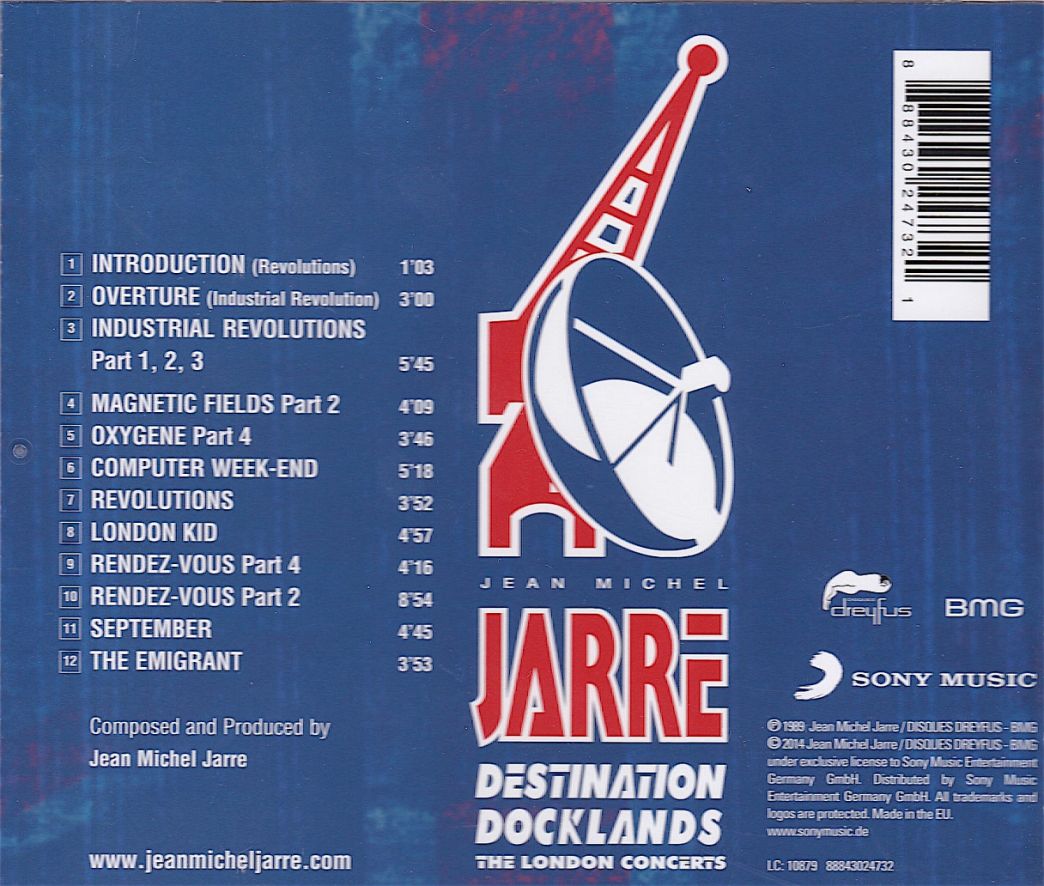 1 INTRODUCTION (Revolutions) 1'03
2 OVERTURE (Industrial Revolution) 3'00
3 INDUSTRIAL REVOLUTIONS
Part 1, 2, 3 5'45
4 MAGNETIC FIELDS Part 2 4'09
5 OXYGENE Part 4 3'46
6 COMPUTER WEEK-END 5'18
7 REVOLUTIONS 3'52
8 LONDON KID 4'57
9 RENDEZ-VOUS Part 4 4'16
10 RENDEZ-VOUS Part 2 8'54
11 SEPTEMBER 4'45
12 THE EMIGRANT 3'53
Composed and Produced by
Jean Michel Jarre
www.jeanmicheljarre.com
JEAN MICHEL
JARRE
DESTINATION
DOCKLANDS
THE LONDON CONCERTS
8 88430 24732 1
dreyfus
BMG
SONY MUSIC
℗ 1989 Jean Michel Jarre / DISQUES DREYFUS - BMG
© 2014 Jean Michel Jarre / DISQUES DREYFUS - BMG
under exclusive license to Sony Music Entertainment
Germany GmbH. Distributed by Sony Music
Entertainment Germany GmbH. All trademarks and
logos are protected. Made in the EU.
www.sonymusic.de
LC: 10879 88843024732